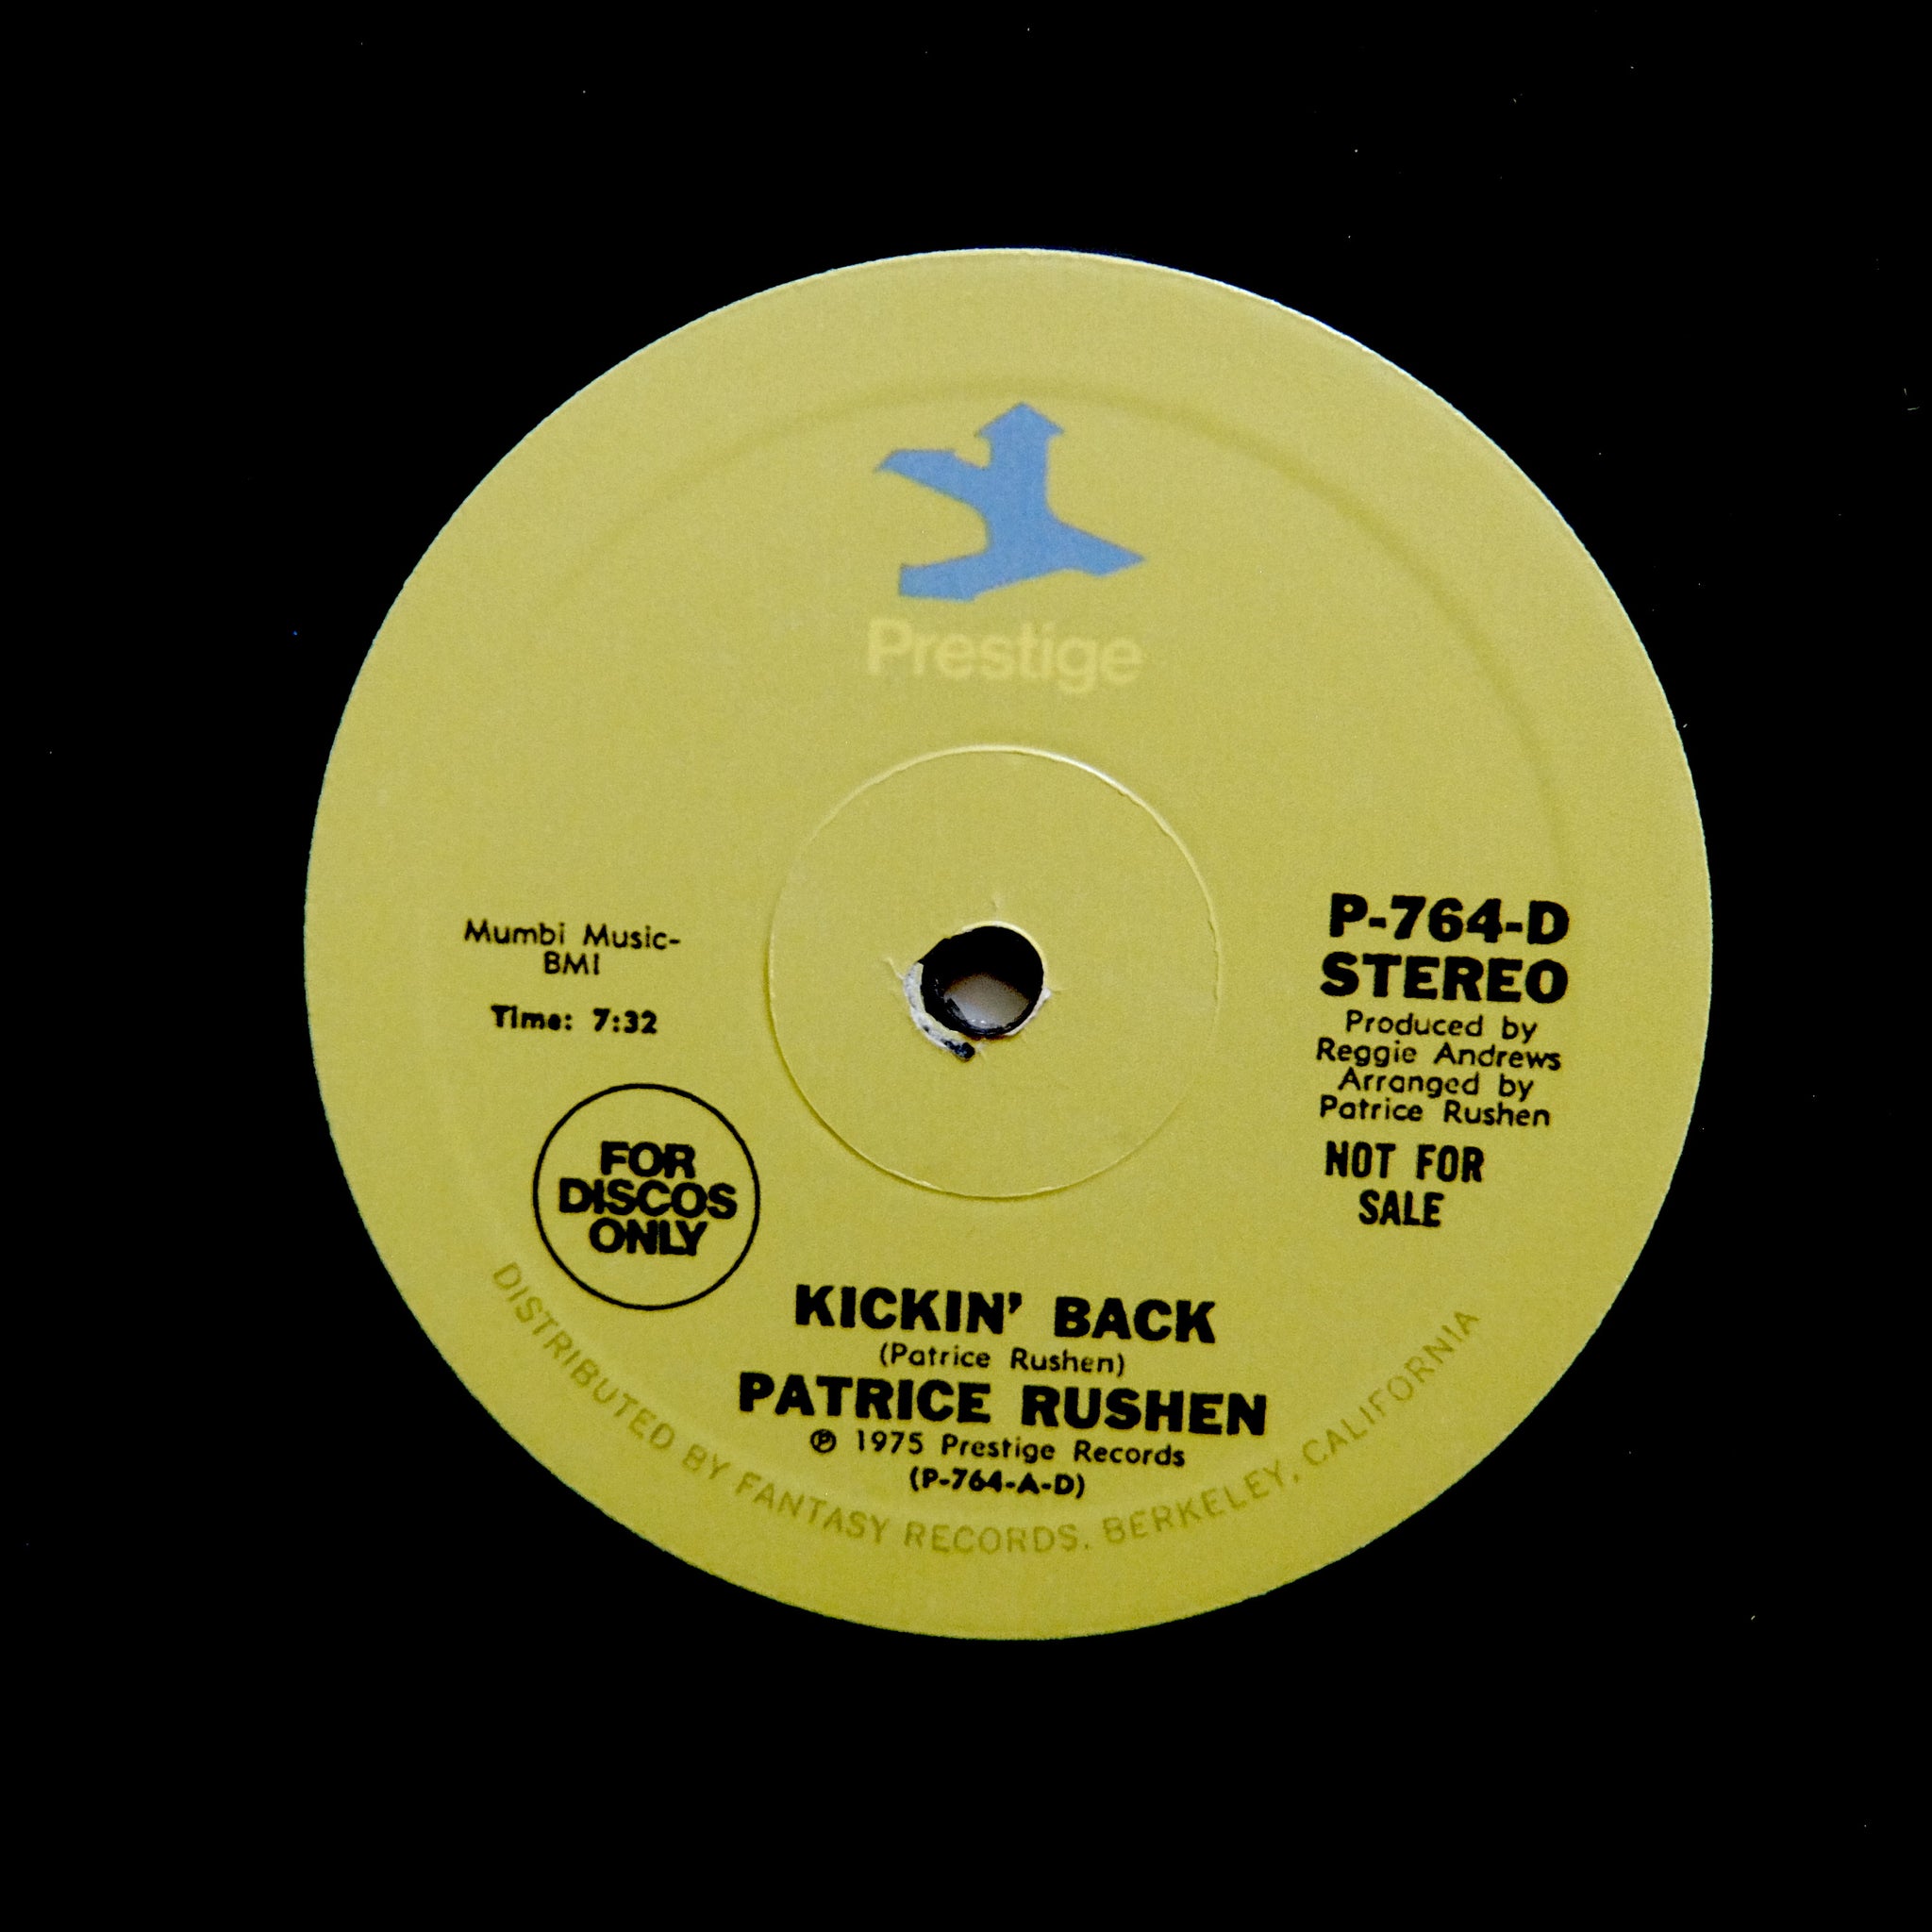 Prestige
Mumbi Music-
BMI
Time: 7:32
P-764-D
STEREO
Produced by
Reggie Andrews
Arranged by
Patrice Rushen
NOT FOR
SALE
FOR
DISCOS
ONLY
KICKIN' BACK
(Patrice Rushen)
PATRICE RUSHEN
℗ 1975 Prestige Records
(P-764-A-D)
DISTRIBUTED BY FANTASY RECORDS. BERKELEY, CALIFORNIA